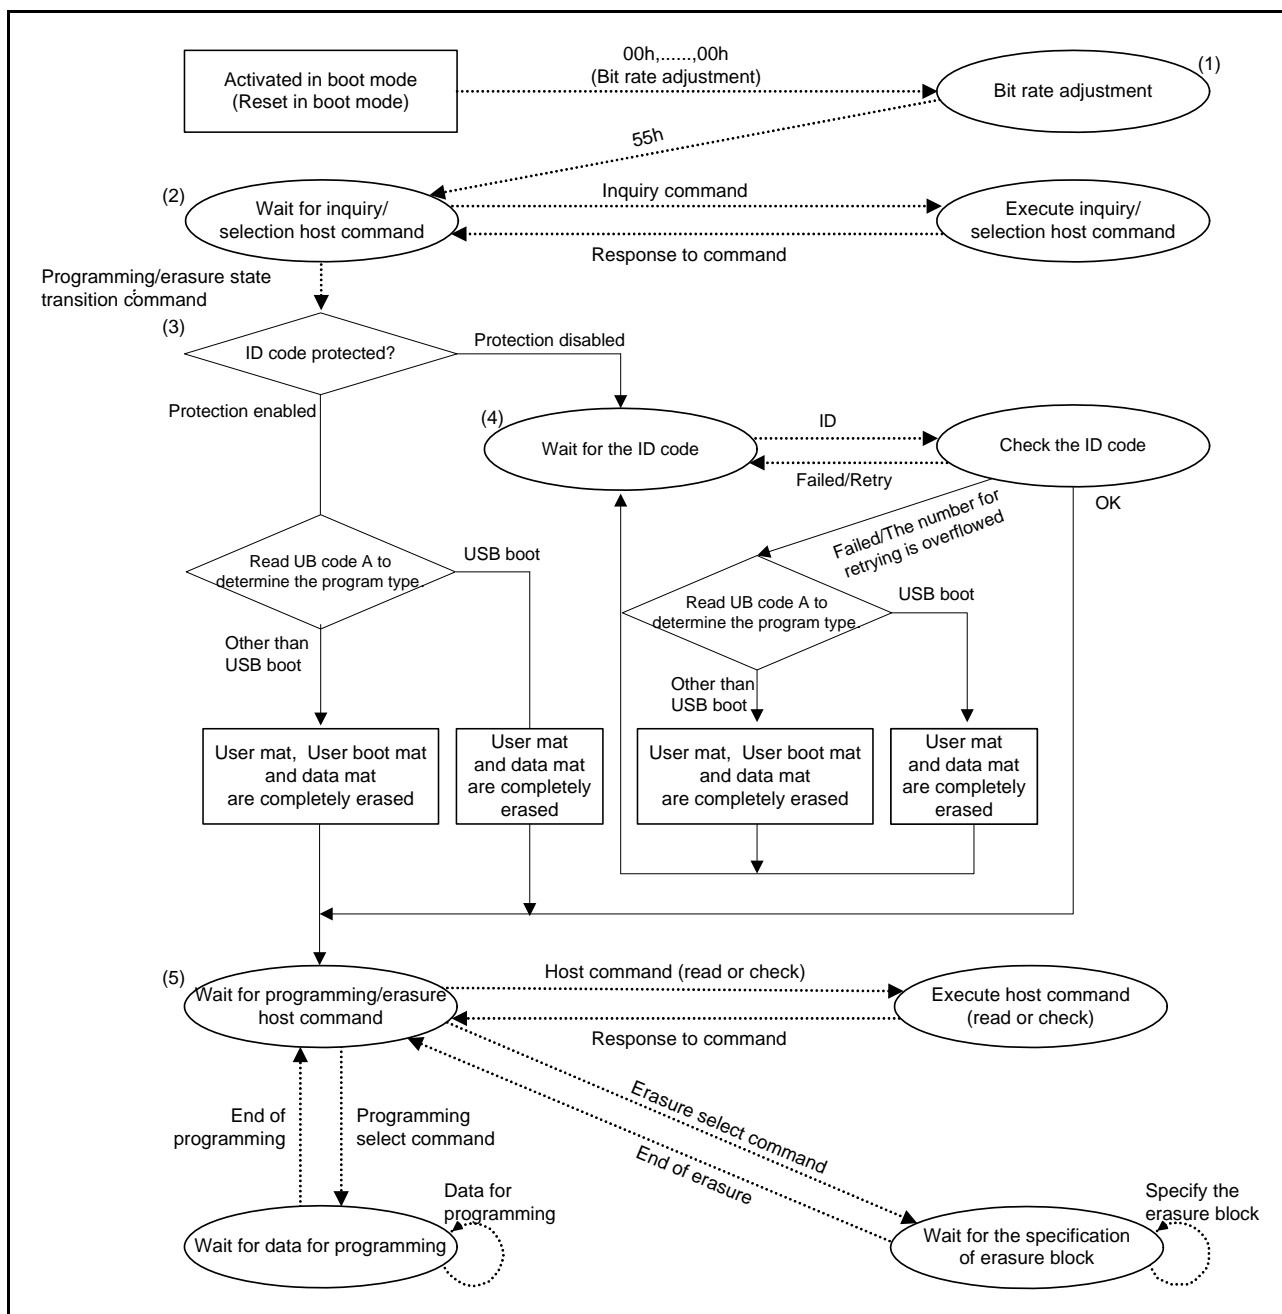 00h,......,00h
(Bit rate adjustment)
Activated in boot mode
(Reset in boot mode)
(1)
Bit rate adjustment
55h
(2)
Wait for inquiry/
selection host command
Inquiry command
Response to command
Execute inquiry/
selection host command
Programming/erasure state
transition command
(3)
ID code protected?
Protection disabled
Protection enabled
(4)
Wait for the ID code
ID
Failed/Retry
Check the ID code
OK
Failed/The number for
retrying is overflowed
Read UB code A to
determine the program type.
USB boot
Other than
USB boot
Read UB code A to
determine the program type.
USB boot
Other than
USB boot
User mat, User boot mat
and data mat
are completely erased
User mat
and data mat
are completely
erased
User mat, User boot mat
and data mat
are completely erased
User mat
and data mat
are completely
erased
(5)
Wait for programming/erasure
host command
Host command (read or check)
Response to command
Execute host command
(read or check)
End of
programming
Programming
select command
Erasure select command
End of erasure
Data for
programming
Wait for data for programming
Specify the
erasure block
Wait for the specification
of erasure block